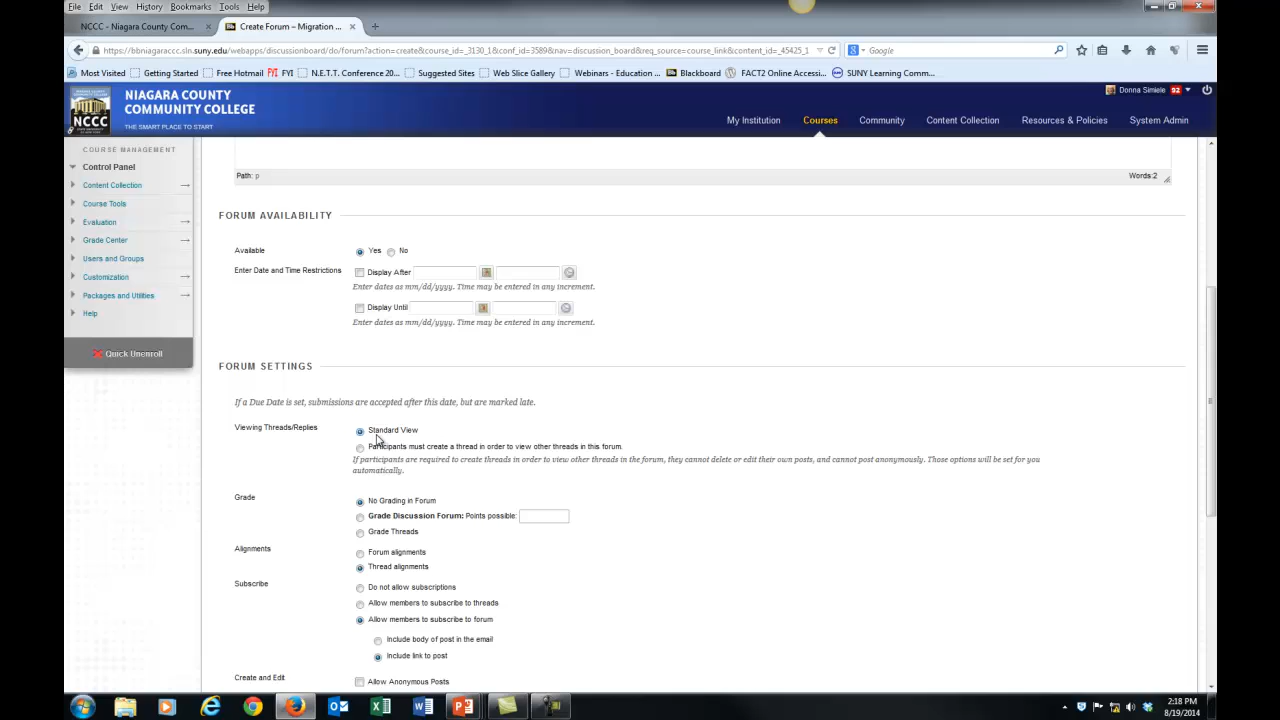 File Edit View History Bookmarks Tools Help
NCCC - Niagara County Com... × Create Forum – Migration ... × +
https://bbniagaraccc.sln.suny.edu/webapps/discussionboard/do/forum?action=create&course_id=_3130_1&conf_id=3589&nav=discussion_board&req_source=course_link&content_id=_45425_1 Google
Most Visited Getting Started Free Hotmail FYI FYI N.E.T.T. Conference 20... Suggested Sites Web Slice Gallery Webinars - Education ... Blackboard FACT2 Online Accessi... SUNY Learning Comm...
NIAGARA COUNTY
COMMUNITY COLLEGE
THE SMART PLACE TO START
NCCC
Donna Simiele 92
My Institution Courses Community Content Collection Resources & Policies System Admin
COURSE MANAGEMENT
Control Panel
Content Collection
Course Tools
Evaluation
Grade Center
Users and Groups
Customization
Packages and Utilities
Help
Quick Unenroll
Path: p Words:2
FORUM AVAILABILITY
Available Yes No
Enter Date and Time Restrictions Display After
Enter dates as mm/dd/yyyy. Time may be entered in any increment.
Display Until
Enter dates as mm/dd/yyyy. Time may be entered in any increment.
FORUM SETTINGS
If a Due Date is set, submissions are accepted after this date, but are marked late.
Viewing Threads/Replies Standard View
Participants must create a thread in order to view other threads in this forum.
If participants are required to create threads in order to view other threads in the forum, they cannot delete or edit their own posts, and cannot post anonymously. Those options will be set for you
automatically.
Grade No Grading in Forum
Grade Discussion Forum: Points possible:
Grade Threads
Alignments Forum alignments
Thread alignments
Subscribe Do not allow subscriptions
Allow members to subscribe to threads
Allow members to subscribe to forum
Include body of post in the email
Include link to post
Create and Edit Allow Anonymous Posts
2:18 PM
8/19/2014